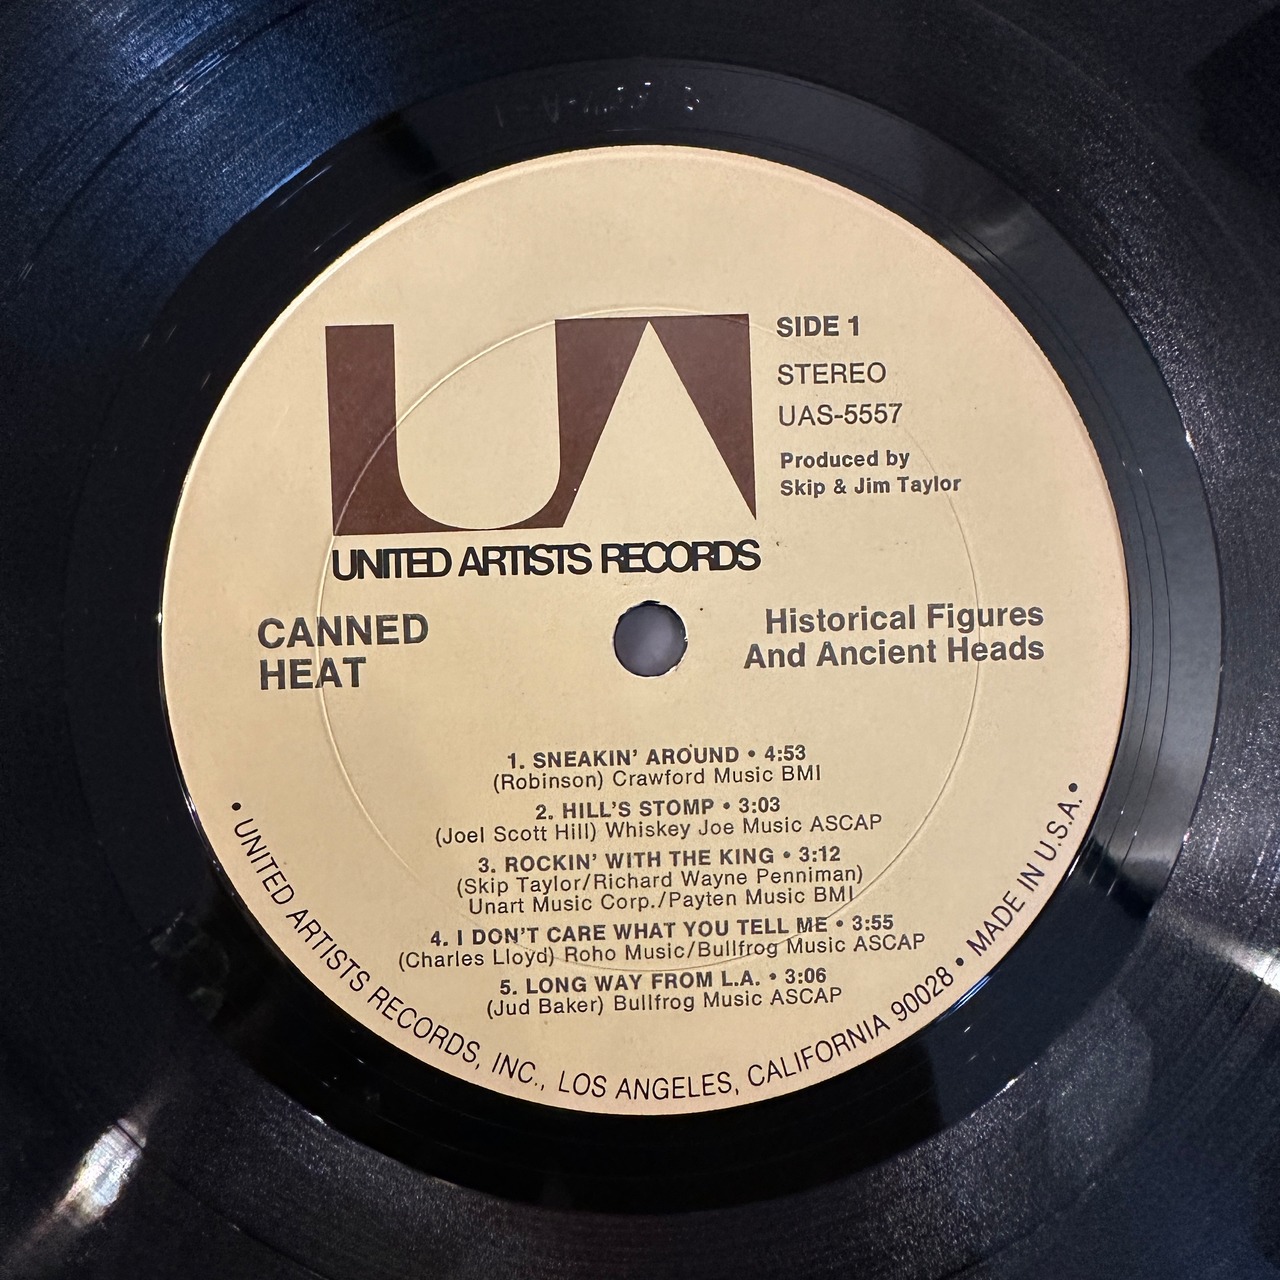 UA
SIDE 1
STEREO
UAS-5557
Produced by
Skip & Jim Taylor
UNITED ARTISTS RECORDS
CANNED
HEAT
Historical Figures
And Ancient Heads
1. SNEAKIN' AROUND • 4:53
(Robinson) Crawford Music BMI
2. HILL'S STOMP • 3:03
(Joel Scott Hill) Whiskey Joe Music ASCAP
3. ROCKIN' WITH THE KING • 3:12
(Skip Taylor/Richard Wayne Penniman)
Unart Music Corp./Payten Music BMI
4. I DON'T CARE WHAT YOU TELL ME • 3:55
(Charles Lloyd) Roho Music/Bullfrog Music ASCAP
5. LONG WAY FROM L.A. • 3:06
(Jud Baker) Bullfrog Music ASCAP
• UNITED ARTISTS RECORDS, INC., LOS ANGELES, CALIFORNIA 90028 • MADE IN U.S.A. •